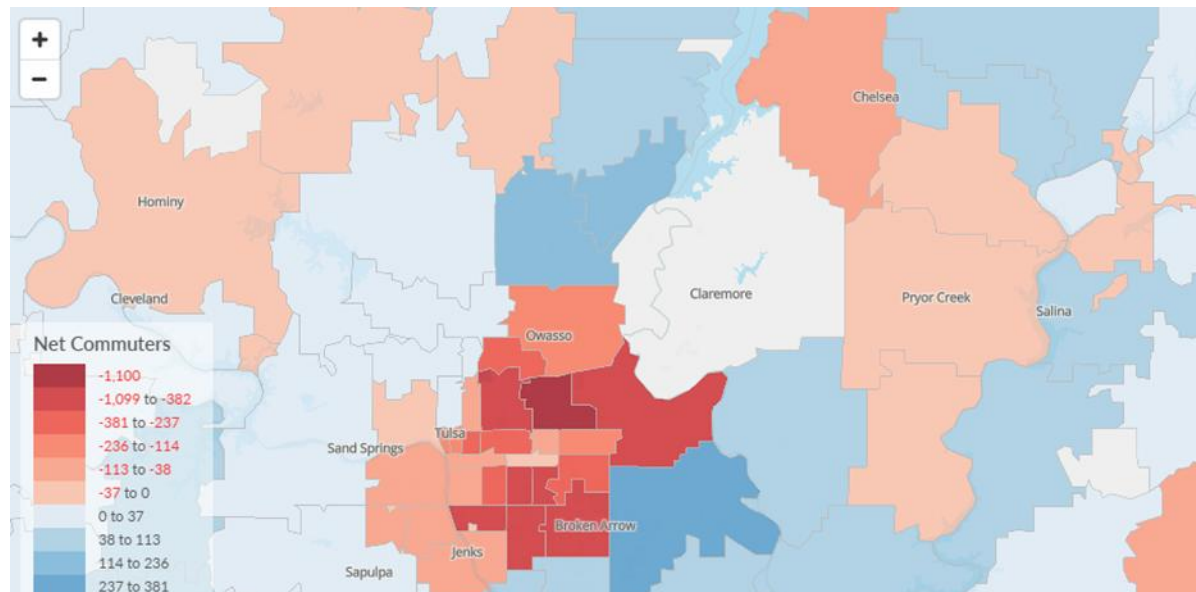 +
−
Chelsea
Hominy
Cleveland
Claremore
Pryor Creek
Salina
Owasso
Tulsa
Sand Springs
Broken Arrow
Jenks
Sapulpa
Net Commuters
-1,100
-1,099 to -382
-381 to -237
-236 to -114
-113 to -38
-37 to 0
0 to 37
38 to 113
114 to 236
237 to 381